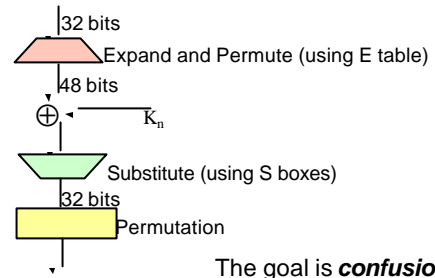 32 bits
Expand and Permute (using E table)
48 bits
Kn
Substitute (using S boxes)
32 bits
Permutation
The goal is confusio